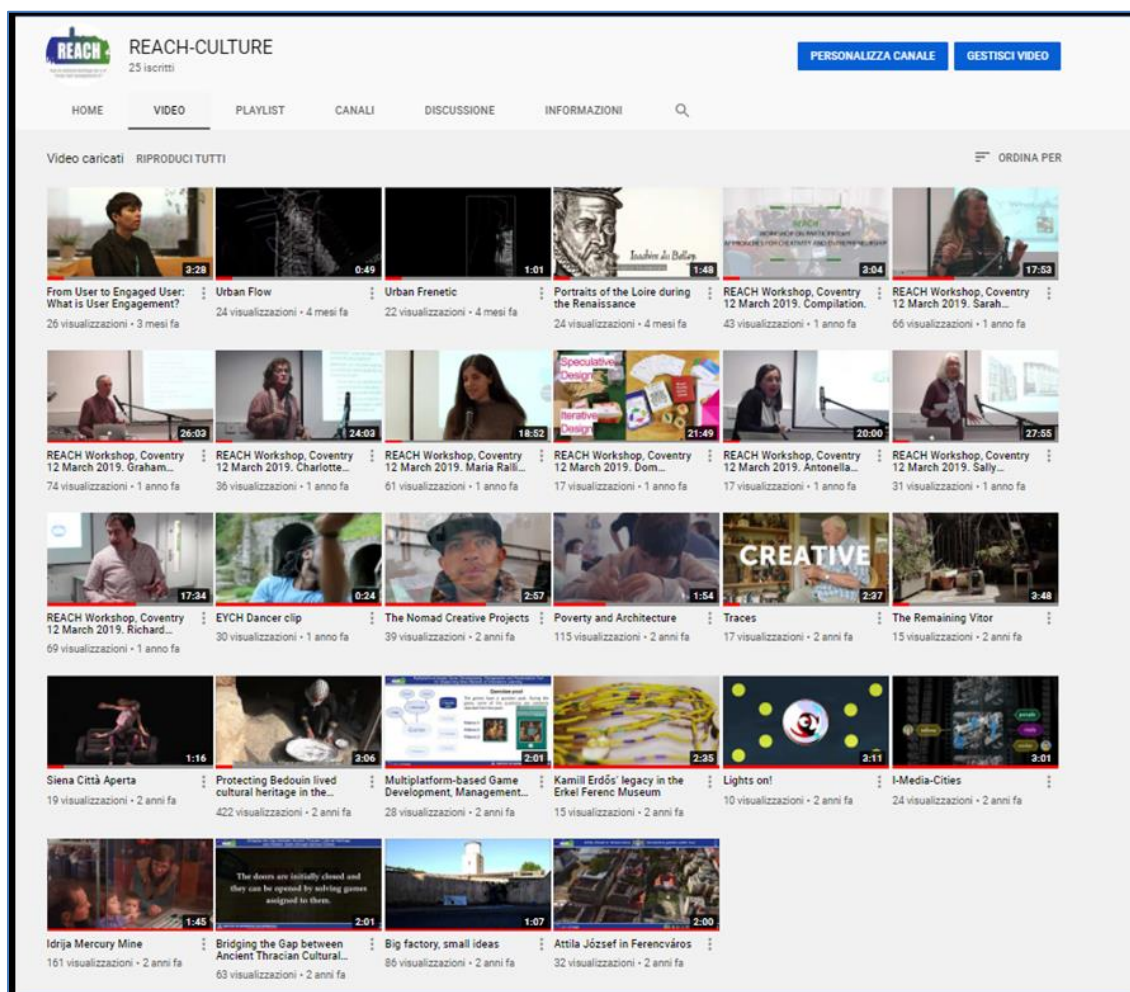 REACH
REACH-CULTURE
25 iscritti
PERSONALIZZA CANALE
GESTISCI VIDEO
HOME
VIDEO
PLAYLIST
CANALI
DISCUSSIONE
INFORMAZIONI
Video caricati
RIPRODUCI TUTTI
ORDINA PER
3:28
0:49
1:01
Joachim du Bellay
1:48
REACH
WORKSHOP ON PARTICIPATORY
APPROACHES FOR CREATIVITY AND ENTREPRENEURSHIP
3:04
17:53
From User to Engaged User:
What is User Engagement?
26 visualizzazioni • 3 mesi fa
Urban Flow
24 visualizzazioni • 4 mesi fa
Urban Frenetic
22 visualizzazioni • 4 mesi fa
Portraits of the Loire during
the Renaissance
24 visualizzazioni • 4 mesi fa
REACH Workshop, Coventry
12 March 2019. Compilation.
43 visualizzazioni • 1 anno fa
REACH Workshop, Coventry
12 March 2019. Sarah...
66 visualizzazioni • 1 anno fa
26:03
24:03
18:52
Speculative
Design
Iterative
Design
21:49
20:00
27:55
REACH Workshop, Coventry
12 March 2019. Graham...
74 visualizzazioni • 1 anno fa
REACH Workshop, Coventry
12 March 2019. Charlotte...
36 visualizzazioni • 1 anno fa
REACH Workshop, Coventry
12 March 2019. Maria Ralli...
61 visualizzazioni • 1 anno fa
REACH Workshop, Coventry
12 March 2019. Dom...
17 visualizzazioni • 1 anno fa
REACH Workshop, Coventry
12 March 2019. Antonella...
17 visualizzazioni • 1 anno fa
REACH Workshop, Coventry
12 March 2019. Sally...
31 visualizzazioni • 1 anno fa
17:34
0:24
2:57
1:54
CREATIVE
2:37
3:48
REACH Workshop, Coventry
12 March 2019. Richard...
69 visualizzazioni • 1 anno fa
EYCH Dancer clip
30 visualizzazioni • 1 anno fa
The Nomad Creative Projects
39 visualizzazioni • 2 anni fa
Poverty and Architecture
115 visualizzazioni • 2 anni fa
Traces
17 visualizzazioni • 2 anni fa
The Remaining Vitor
15 visualizzazioni • 2 anni fa
1:16
3:06
2:01
2:35
3:11
3:01
Siena Città Aperta
19 visualizzazioni • 2 anni fa
Protecting Bedouin lived
cultural heritage in the...
422 visualizzazioni • 2 anni fa
Multiplatform-based Game
Development, Management...
28 visualizzazioni • 2 anni fa
Kamill Erdős' legacy in the
Erkel Ferenc Museum
Lights on!
10 visualizzazioni • 2 anni fa
I-Media-Cities
24 visualizzazioni • 2 anni fa
1:45
The doors are initially closed and
they can be opened by solving games
assigned to them.
2:01
1:07
2:00
Idrija Mercury Mine
161 visualizzazioni • 2 anni fa
Bridging the Gap between
Ancient Thracian Cultural...
63 visualizzazioni • 2 anni fa
Big factory, small ideas
86 visualizzazioni • 2 anni fa
Attila József in Ferencváros
32 visualizzazioni • 2 anni fa